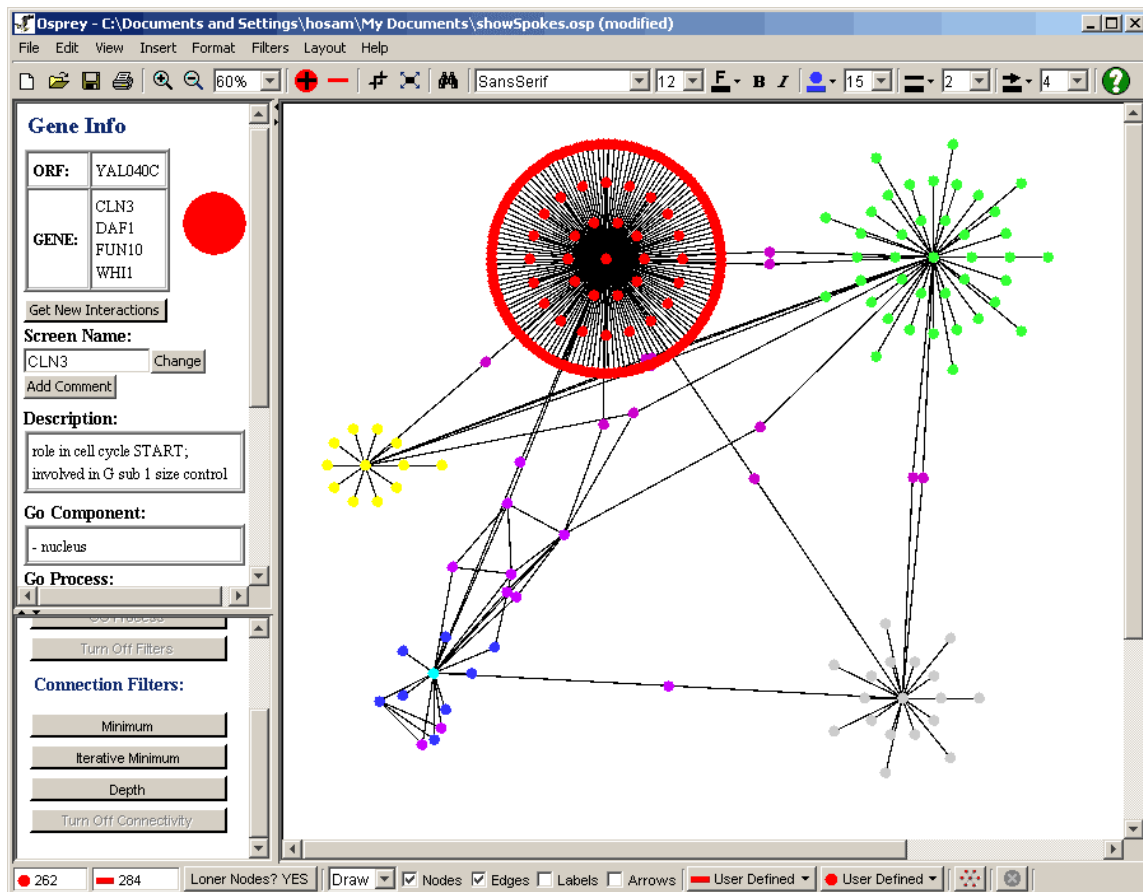 Osprey - C:\Documents and Settings\hosam\My Documents\showSpokes.osp (modified)
File Edit View Insert Format Filters Layout Help
60% SansSerif 12 F B I 15 2 4 ?
Gene Info
ORF: YAL040C
GENE: CLN3
DAF1
FUN10
WHI1
Get New Interactions
Screen Name:
CLN3 Change
Add Comment
Description:
role in cell cycle START;
involved in G sub 1 size control
Go Component:
- nucleus
Go Process:
GO Process
Turn Off Filters
Connection Filters:
Minimum
Iterative Minimum
Depth
Turn Off Connectivity
262 284 Loner Nodes? YES Draw Nodes Edges Labels Arrows User Defined User Defined